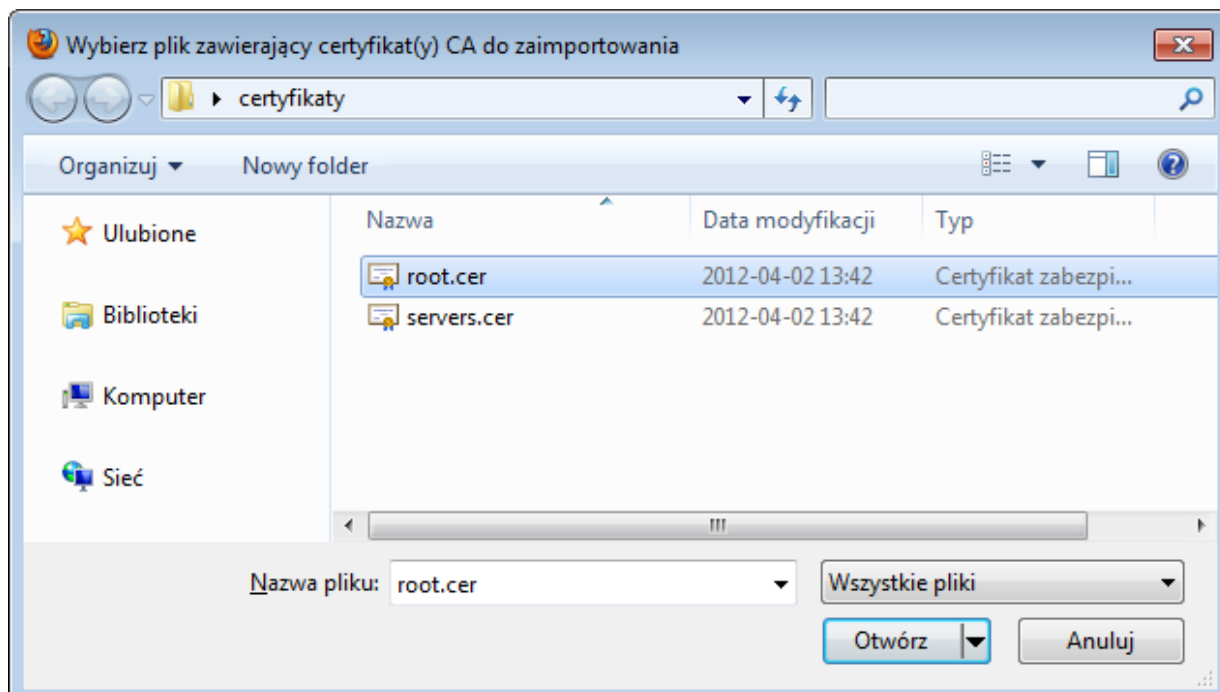 Wybierz plik zawierający certyfikat(y) CA do zaimportowania
certyfikaty
Organizuj
Nowy folder
Ulubione
Biblioteki
Komputer
Sieć
Nazwa Data modyfikacji Typ
root.cer 2012-04-02 13:42 Certyfikat zabezpi...
servers.cer 2012-04-02 13:42 Certyfikat zabezpi...
Nazwa pliku: root.cer Wszystkie pliki
Otwórz Anuluj